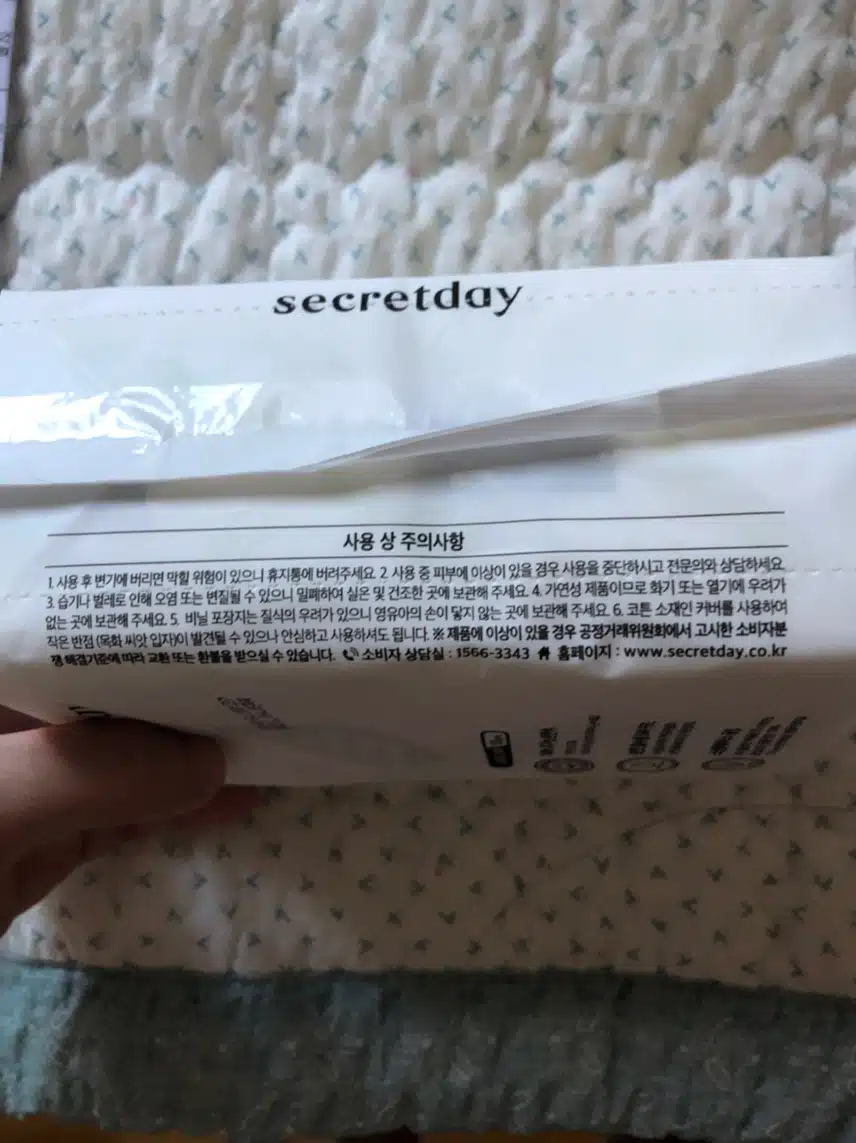 secretday
사용 상 주의사항
1. 사용 후 변기에 버리면 막힐 위험이 있으니 휴지통에 버려주세요. 2. 사용 중 피부에 이상이 있을 경우 사용을 중단하시고 전문의와 상담하세요.
3. 습기나 벌레로 인해 오염 또는 변질될 수 있으니 밀폐하여 실온 및 건조한 곳에 보관해 주세요. 4. 가연성 제품이므로 화기 또는 열기에 우려가
없는 곳에 보관해 주세요. 5. 비닐 포장지는 질식의 우려가 있으니 영유아의 손이 닿지 않는 곳에 보관해 주세요. 6. 코튼 소재인 커버를 사용하여
작은 반점 (목화 씨앗 입자)이 발견될 수 있으나 안심하고 사용하셔도 됩니다. ※ 제품에 이상이 있을 경우 공정거래위원회에서 고시한 소비자분
쟁 해결기준에 따라 교환 또는 환불을 받으실 수 있습니다. 소비자 상담실 : 1566-3343 홈페이지 : www.secretday.co.kr